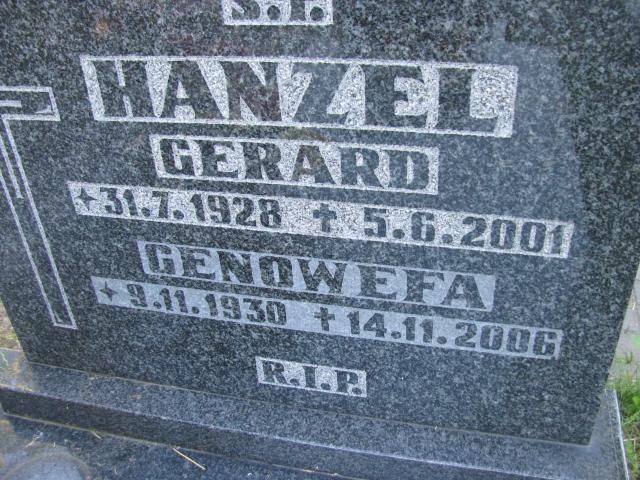 Ś.P.
HANZEL
GERARD
✶31.7.1928 ✝ 5.6.2001
GENOWEFA
✶9.11.1930 ✝14.11.2006
R.I.P.